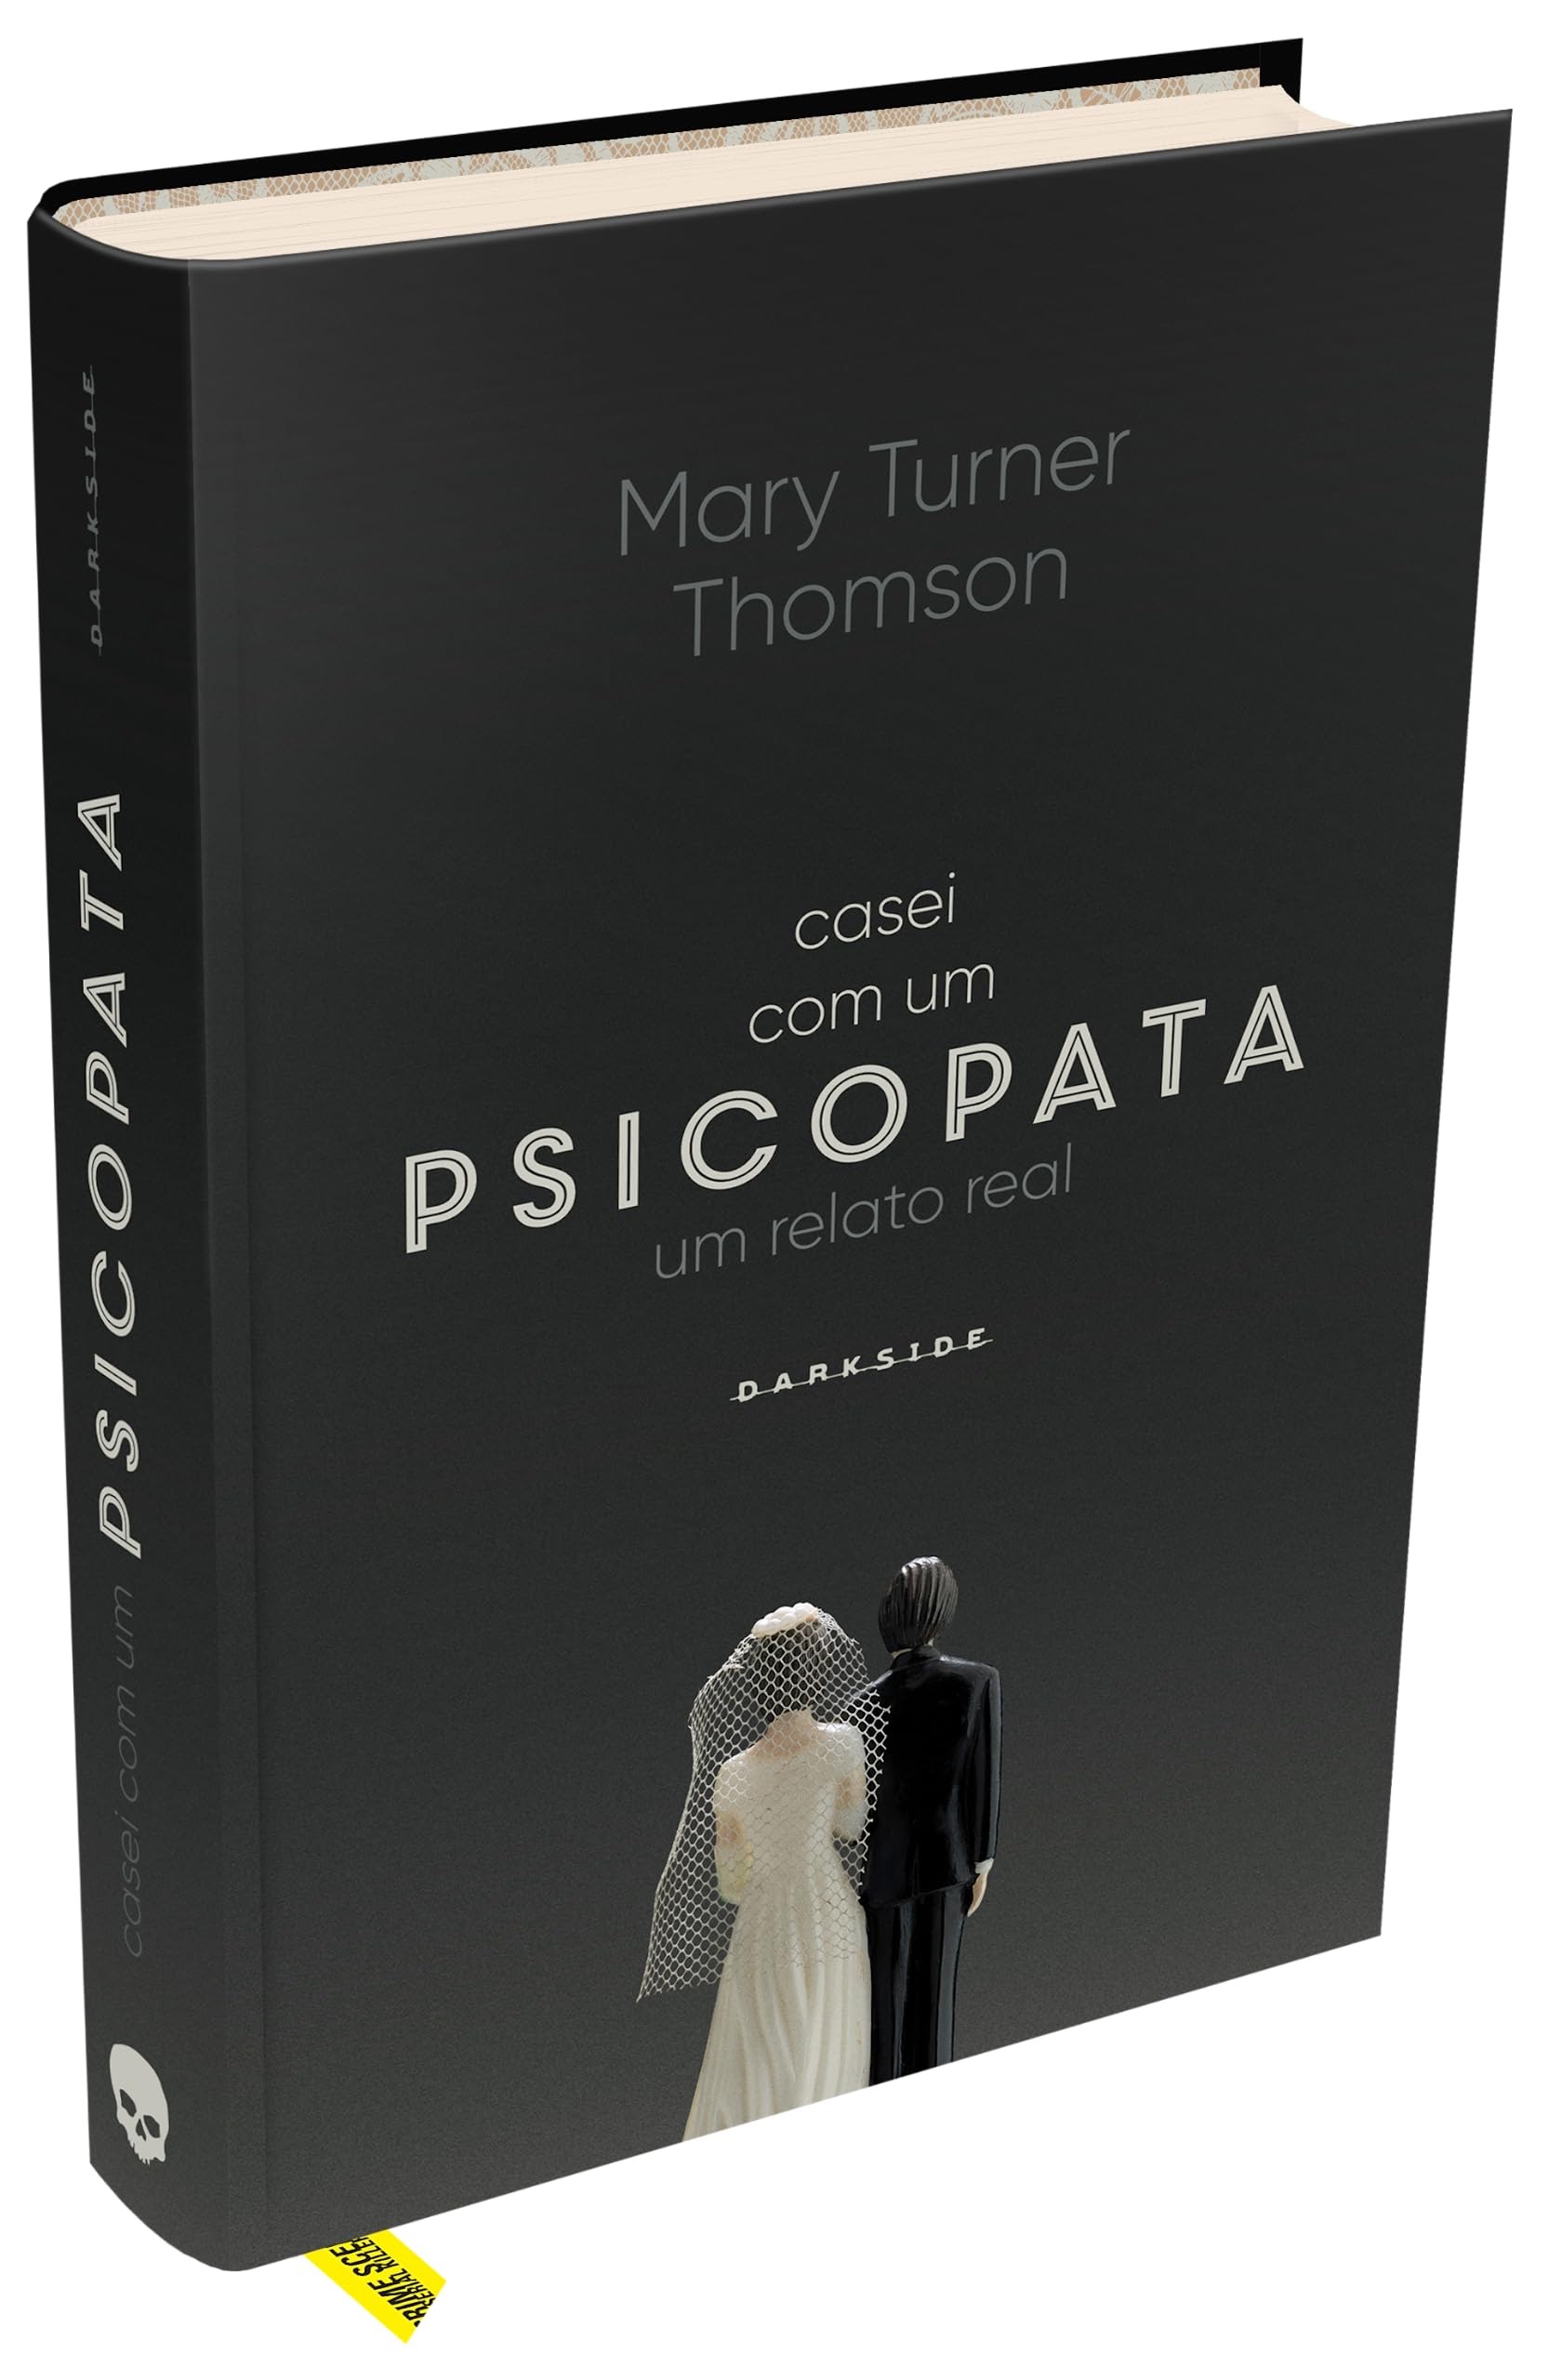 Mary Turner
Thomson
casei
com um
PSICOPATA
um relato real
DARKSIDE
casei com um PSICOPATA
DARKSIDE